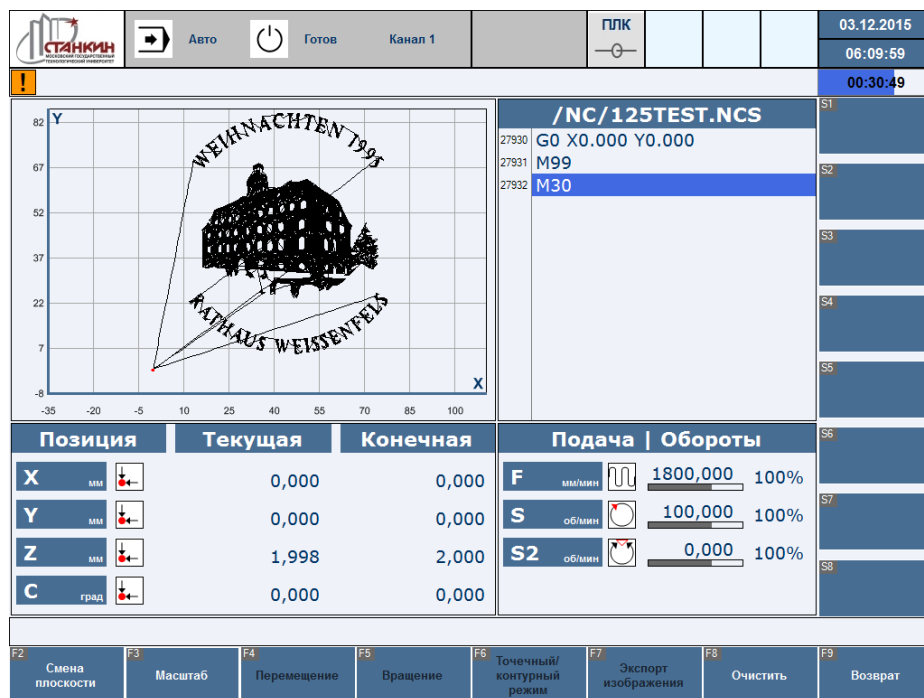 СТАНКИН
МОСКОВСКИЙ ГОСУДАРСТВЕННЫЙ
ТЕХНОЛОГИЧЕСКИЙ УНИВЕРСИТЕТ
Авто
Готов
Канал 1
ПЛК
03.12.2015
06:09:59
!
00:30:49
82 Y
67
52
37
22
7
-8
X
-35 -20 -5 10 25 40 55 70 85 100
WEIHNACHTEN 1995
RATHAUS WEISSENFELS
/NC/125TEST.NCS
27930 G0 X0.000 Y0.000
27931 M99
27932 M30
S1
S2
S3
S4
S5
S6
S7
S8
Позиция Текущая Конечная
X мм 0,000 0,000
Y мм 0,000 0,000
Z мм 1,998 2,000
C град 0,000 0,000
Подача | Обороты
F мм/мин 1800,000 100%
S об/мин 100,000 100%
S2 об/мин 0,000 100%
F2 Смена
плоскости
F3 Масштаб
F4 Перемещение
F5 Вращение
F6 Точечный/
контурный
режим
F7 Экспорт
изображения
F8 Очистить
F9 Возврат